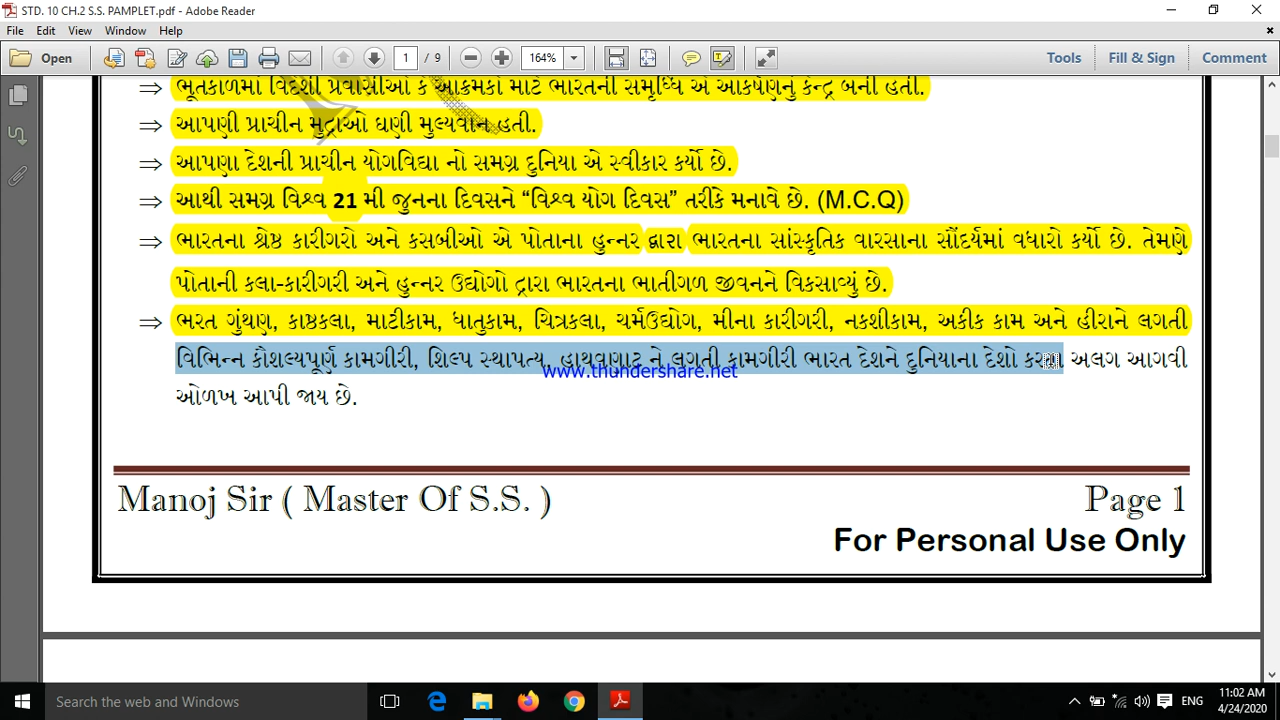 STD. 10 CH.2 S.S. PAMPLET.pdf - Adobe Reader
File Edit View Window Help
Open 1 / 9 164% Tools Fill & Sign Comment
⇒ ભૂતકાળમાં વિદેશી પ્રવાસીઓ કે આક્રમકો માટે ભારતની સમૃધ્ધિ એ આકર્ષણનું કેન્દ્ર બની હતી.
⇒ આપણી પ્રાચીન મુદ્રાઓ ઘણી મુલ્યવાન હતી.
⇒ આપણા દેશની પ્રાચીન યોગવિદ્યા નો સમગ્ર દુનિયા એ સ્વીકાર કર્યો છે.
⇒ આથી સમગ્ર વિશ્વ 21 મી જુનના દિવસને “વિશ્વ યોગ દિવસ” તરીકે મનાવે છે. (M.C.Q)
⇒ ભારતના શ્રેષ્ઠ કારીગરો અને કસબીઓ એ પોતાના હુન્નર દ્વારા ભારતના સાંસ્કૃતિક વારસાના સૌંદર્યમાં વધારો કર્યો છે. તેમણે
પોતાની કલા-કારીગરી અને હુન્નર ઉદ્યોગો દ્વારા ભારતના ભાતીગળ જીવનને વિકસાવ્યું છે.
⇒ ભરત ગુંથણ, કાષ્ઠકલા, માટીકામ, ધાતુકામ, ચિત્રકલા, ચર્મઉદ્યોગ, મીના કારીગરી, નકશીકામ, અકીક કામ અને હીરાને લગતી
વિભિન્ન કૌશલ્યપૂર્ણ કામગીરી, શિલ્પ સ્થાપત્ય, હાથવણાટ ને લગતી કામગીરી ભારત દેશને દુનિયાના દેશો કરતા અલગ આગવી
www.thundershare.net
ઓળખ આપી જાય છે.
Manoj Sir ( Master Of S.S. ) Page 1
For Personal Use Only
Search the web and Windows ENG 11:02 AM
4/24/2020